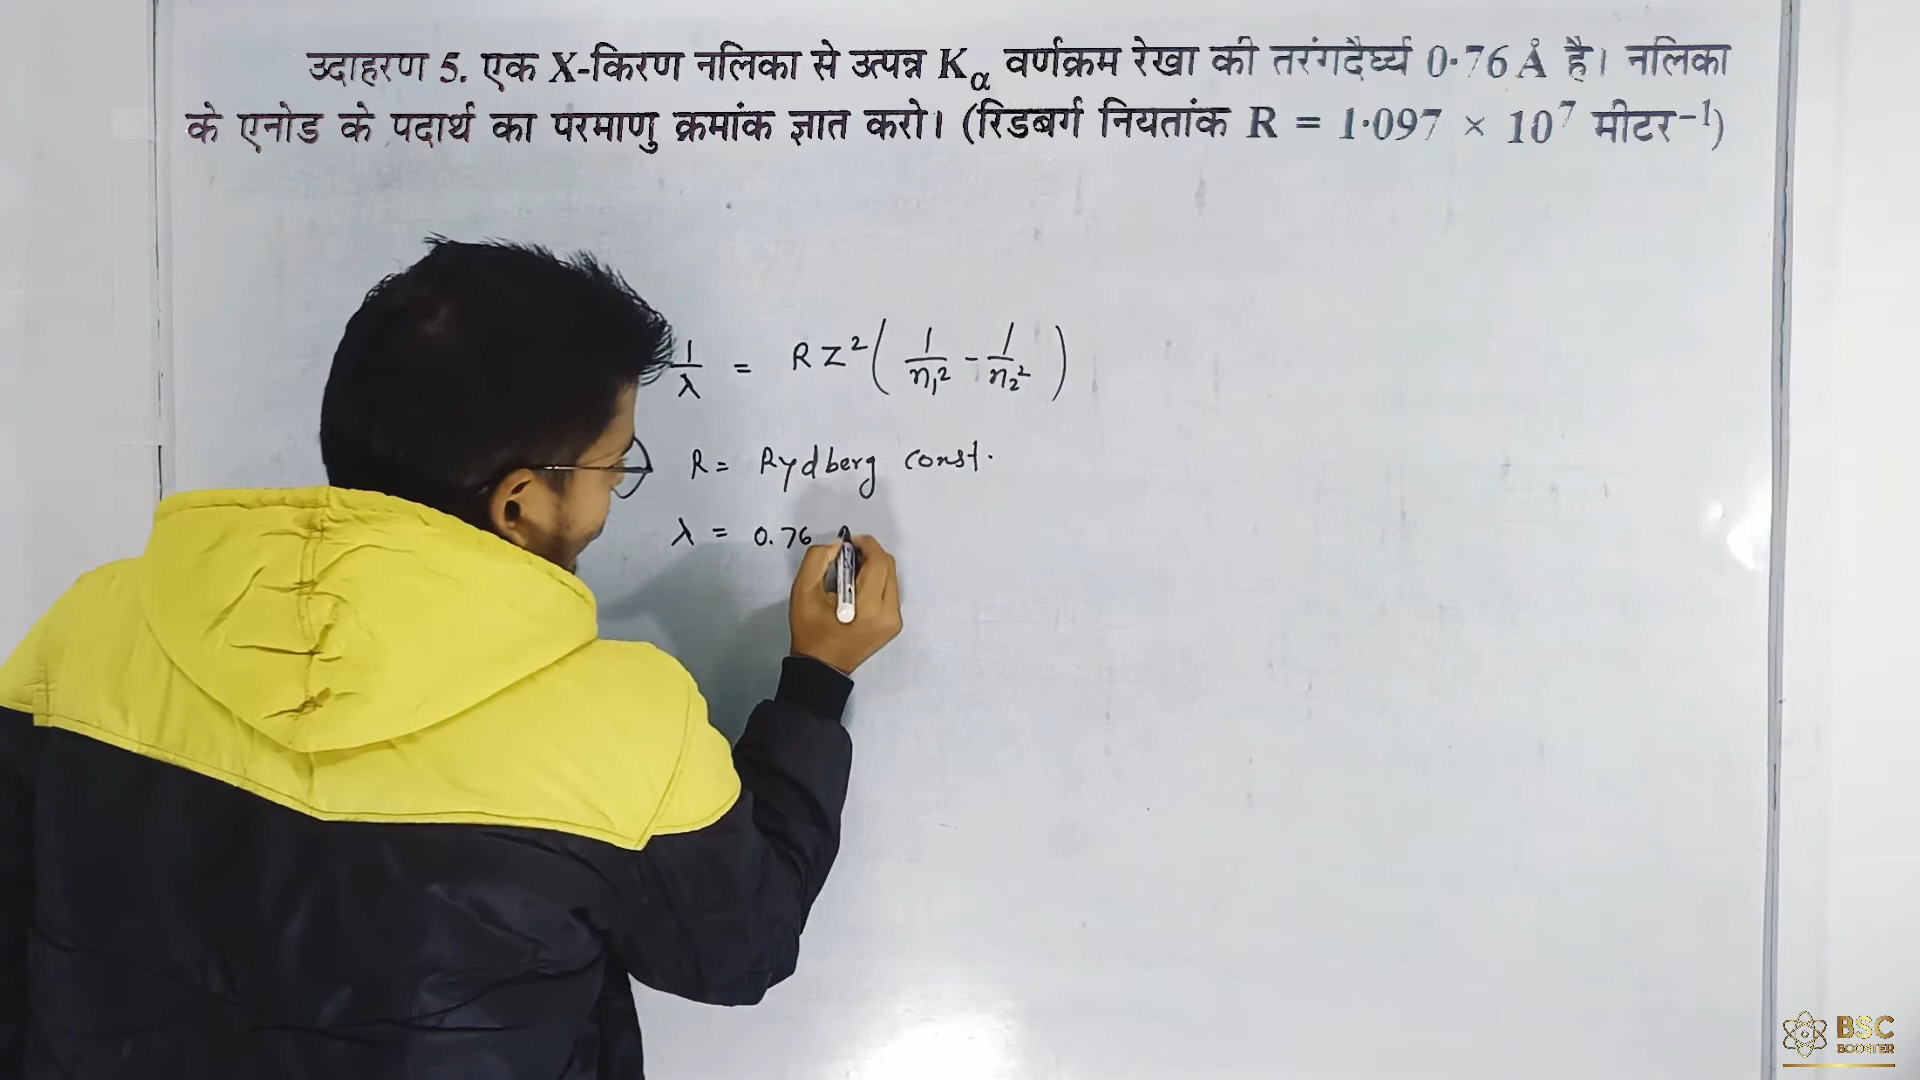 उदाहरण 5. एक X-किरण नलिका से उत्पन्न Kα वर्णक्रम रेखा की तरंगदैर्घ्य 0·76 Å है। नलिका
के एनोड के पदार्थ का परमाणु क्रमांक ज्ञात करो। (रिडबर्ग नियतांक R = 1·097 × 10⁷ मीटर⁻¹)
1/λ = RZ²(1/n₁² - 1/n₂²)
R = Rydberg const.
λ = 0.76
BSC
BOOSTER